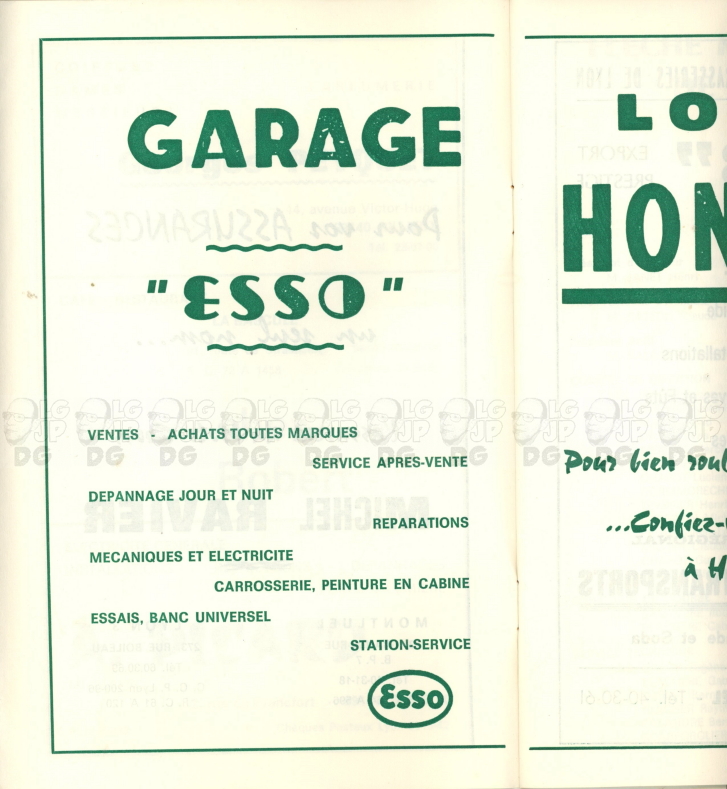 GARAGE
"ESSO"
VENTES - ACHATS TOUTES MARQUES
SERVICE APRES-VENTE
DEPANNAGE JOUR ET NUIT
REPARATIONS
MECANIQUES ET ELECTRICITE
CARROSSERIE, PEINTURE EN CABINE
ESSAIS, BANC UNIVERSEL
STATION-SERVICE
Esso
LO
HON
Pour bien roul
...Confiez-
à H